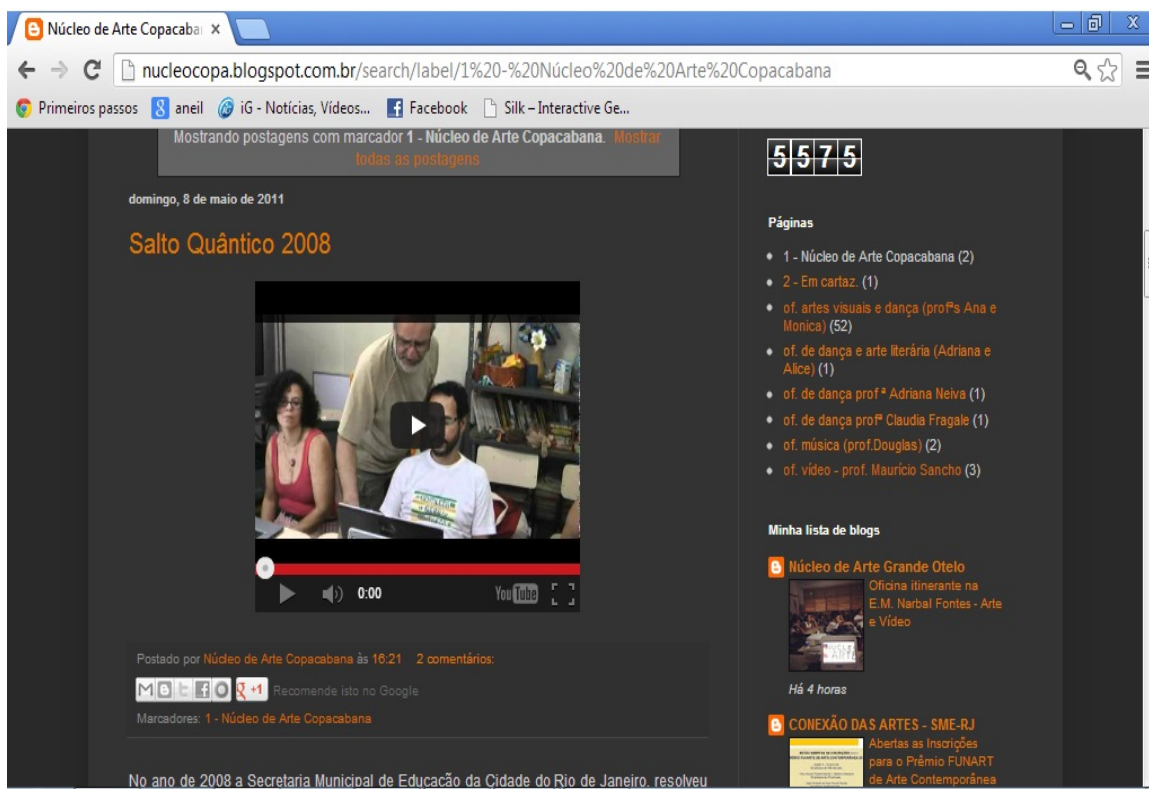 Núcleo de Arte Copacaba
nucleocopa.blogspot.com.br/search/label/1%20-%20Núcleo%20de%20Arte%20Copacabana
Primeiros passos aneil iG - Notícias, Vídeos... Facebook Silk – Interactive Ge...
Mostrando postagens com marcador 1 - Núcleo de Arte Copacabana. Mostrar
todas as postagens
domingo, 8 de maio de 2011
Salto Quântico 2008
0:00 YouTube
Postado por Núcleo de Arte Copacabana às 16:21 2 comentários:
+1 Recomende isto no Google
Marcadores: 1 - Núcleo de Arte Copacabana
No ano de 2008 a Secretaria Municipal de Educação da Cidade do Rio de Janeiro, resolveu
5575
Páginas
1 - Núcleo de Arte Copacabana (2)
2 - Em cartaz. (1)
of. artes visuais e dança (profªs Ana e
Monica) (52)
of. de dança e arte literária (Adriana e
Alice) (1)
of. de dança prof ª Adriana Neiva (1)
of. de dança profª Claudia Fragale (1)
of. música (prof.Douglas) (2)
of. vídeo - prof. Maurício Sancho (3)
Minha lista de blogs
Núcleo de Arte Grande Otelo
Oficina itinerante na
E.M. Narbal Fontes - Arte
e Vídeo
Há 4 horas
CONEXÃO DAS ARTES - SME-RJ
Abertas as Inscrições
para o Prêmio FUNART
de Arte Contemporânea